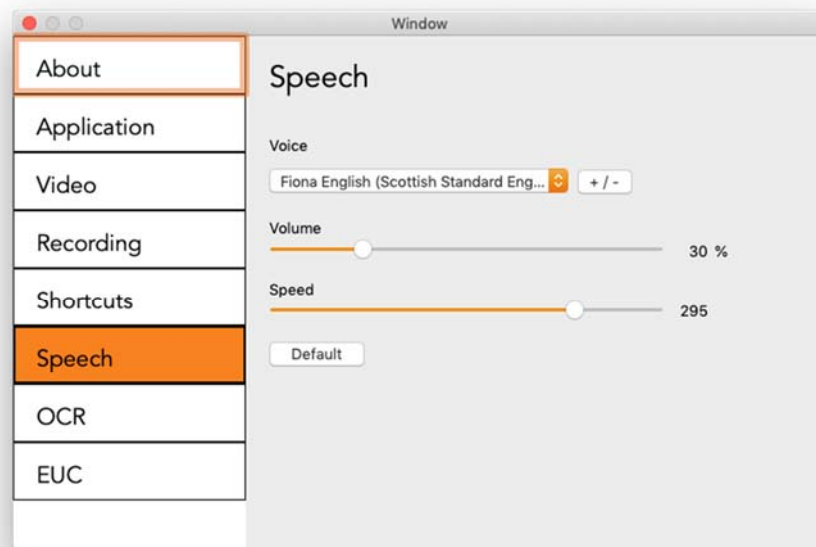 Window
About
Application
Video
Recording
Shortcuts
Speech
OCR
EUC
Speech
Voice
Fiona English (Scottish Standard Eng... + / -
Volume
30 %
Speed
295
Default